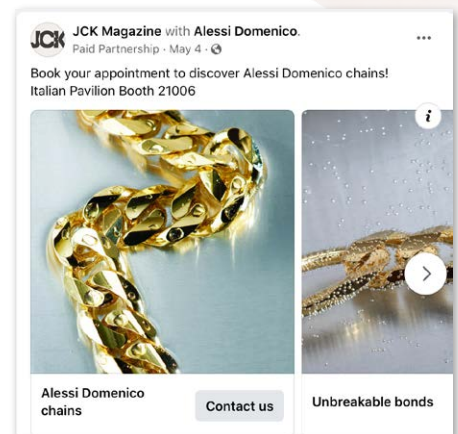 JCK
JCK Magazine with Alessi Domenico.
Paid Partnership · May 4 ·
Book your appointment to discover Alessi Domenico chains!
Italian Pavilion Booth 21006
i
Alessi Domenico
chains
Contact us
Unbreakable bonds